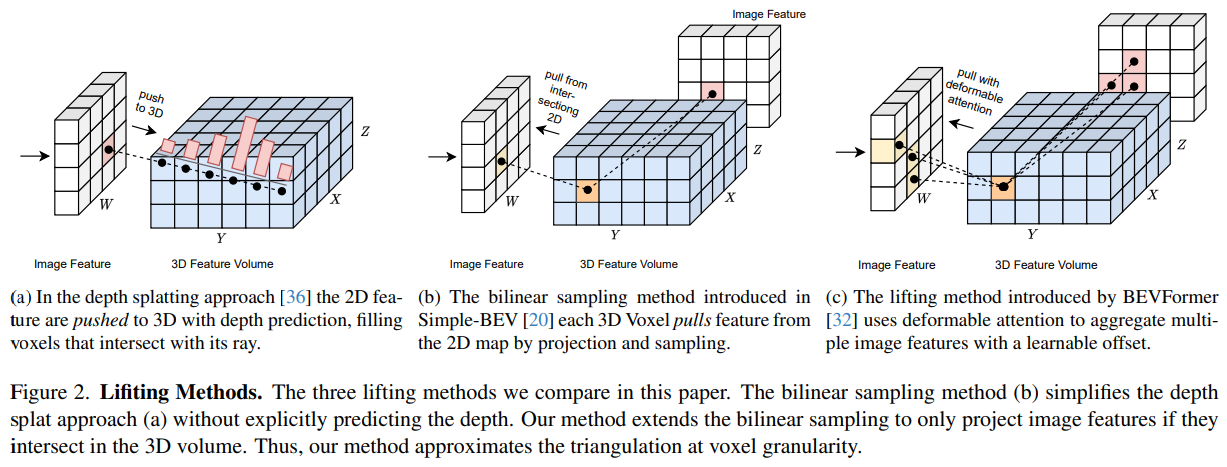 Image Feature
push
to 3D
Z
X
W
Y
Image Feature
3D Feature Volume
pull from
inter-
sectiong
2D
Z
X
W
Y
Image Feature
3D Feature Volume
pull with
deformable
attention
Z
X
W
Y
Image Feature
3D Feature Volume
(a) In the depth splatting approach [36] the 2D fea-
ture are pushed to 3D with depth prediction, filling
voxels that intersect with its ray.
(b) The bilinear sampling method introduced in
Simple-BEV [20] each 3D Voxel pulls feature from
the 2D map by projection and sampling.
(c) The lifting method introduced by BEVFormer
[32] uses deformable attention to aggregate multi-
ple image features with a learnable offset.
Figure 2. Lifiting Methods. The three lifting methods we compare in this paper. The bilinear sampling method (b) simplifies the depth
splat approach (a) without explicitly predicting the depth. Our method extends the bilinear sampling to only project image features if they
intersect in the 3D volume. Thus, our method approximates the triangulation at voxel granularity.